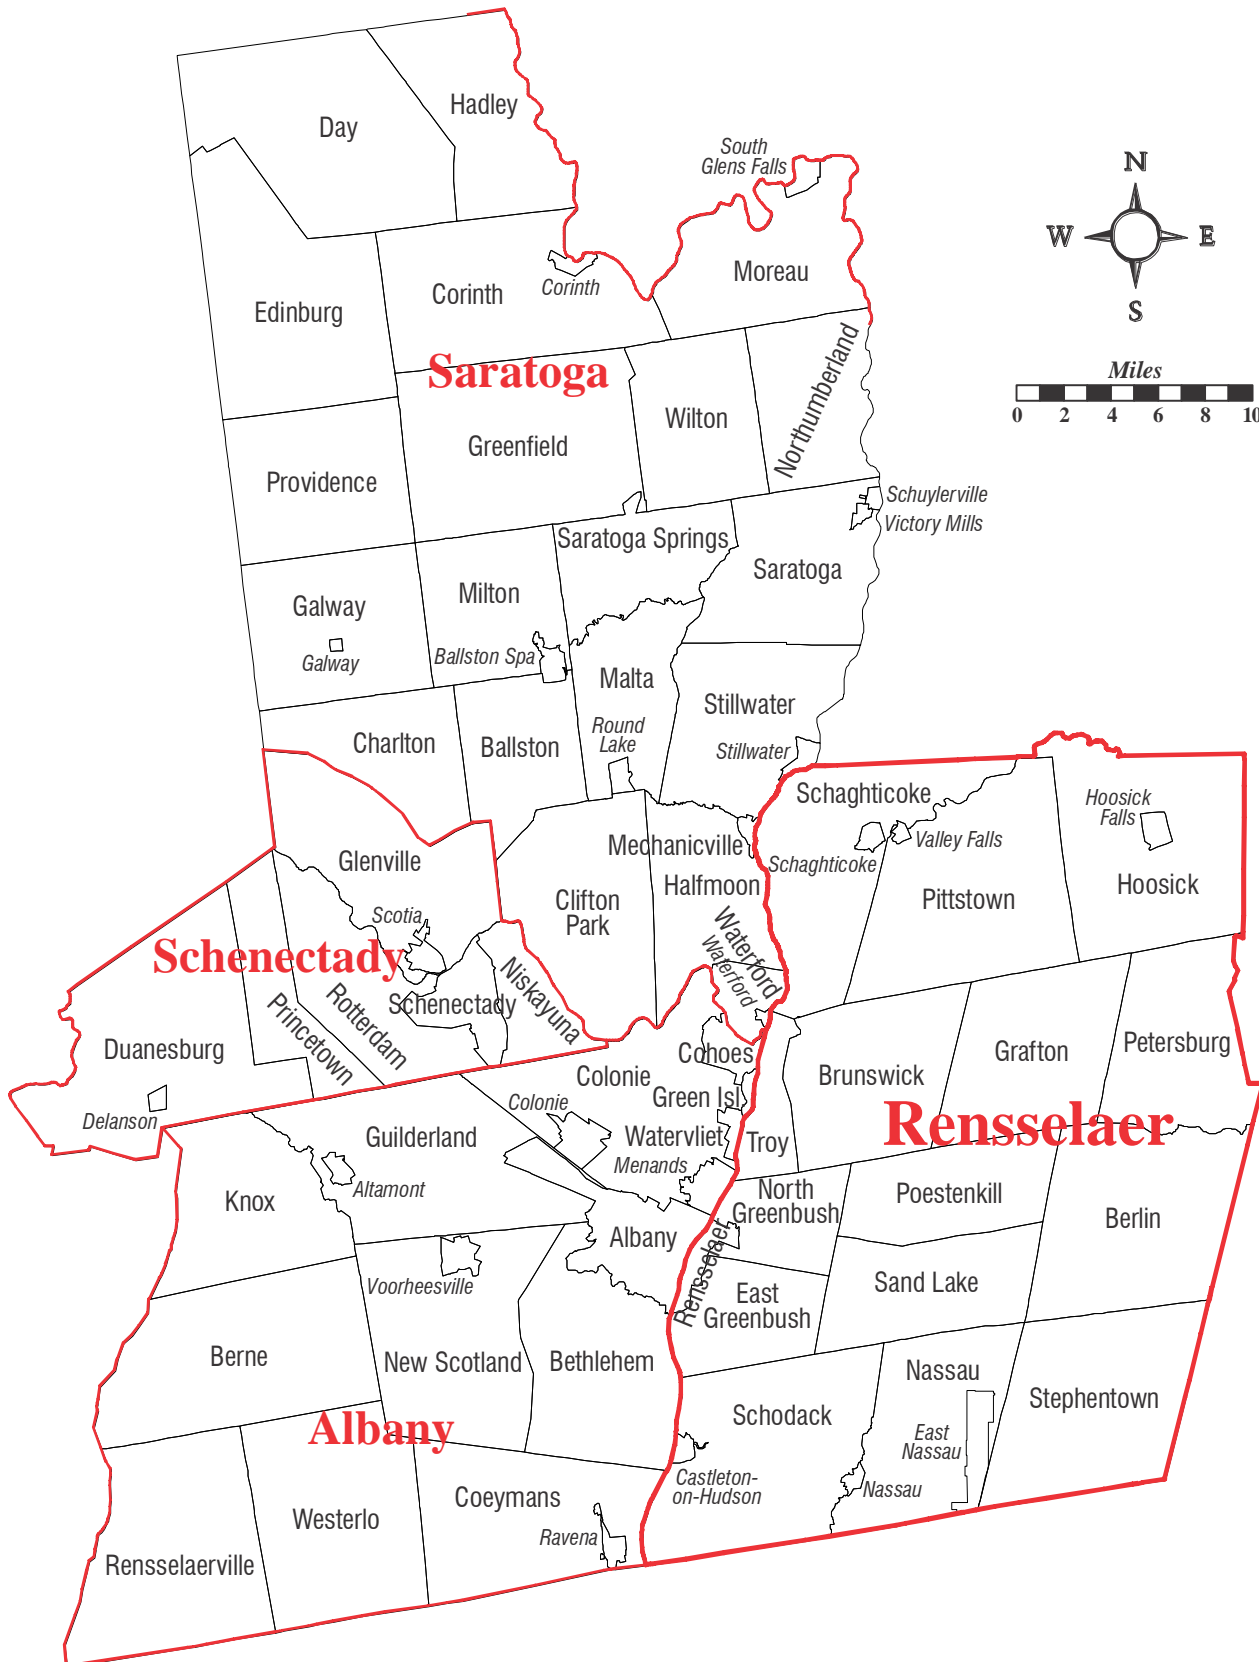 Hadley
Day
South
Glens Falls
N
W
E
S
Moreau
Corinth
Corinth
Edinburg
Miles
0 2 4 6 8 10
Saratoga
Northumberland
Wilton
Greenfield
Providence
Schuylerville
Victory Mills
Saratoga Springs
Saratoga
Milton
Galway
Galway
Ballston Spa
Malta
Stillwater
Round
Lake
Stillwater
Charlton
Ballston
Schaghticoke
Hoosick
Falls
Mechanicville
Valley Falls
Schaghticoke
Glenville
Halfmoon
Hoosick
Clifton
Park
Pittstown
Scotia
Waterford
Waterford
Schenectady
Schenectady
Niskayuna
Rotterdam
Princetown
Duanesburg
Delanson
Cohoes
Colonie
Green Isl
Colonie
Watervliet
Menands
Troy
Brunswick
Grafton
Petersburg
Rensselaer
Guilderland
Altamont
Knox
North
Greenbush
Poestenkill
Berlin
Albany
Rensselaer
Voorheesville
East
Greenbush
Sand Lake
Berne
New Scotland
Bethlehem
Nassau
Stephentown
Schodack
Albany
East
Nassau
Castleton-
on-Hudson
Nassau
Coeymans
Westerlo
Ravena
Rensselaerville